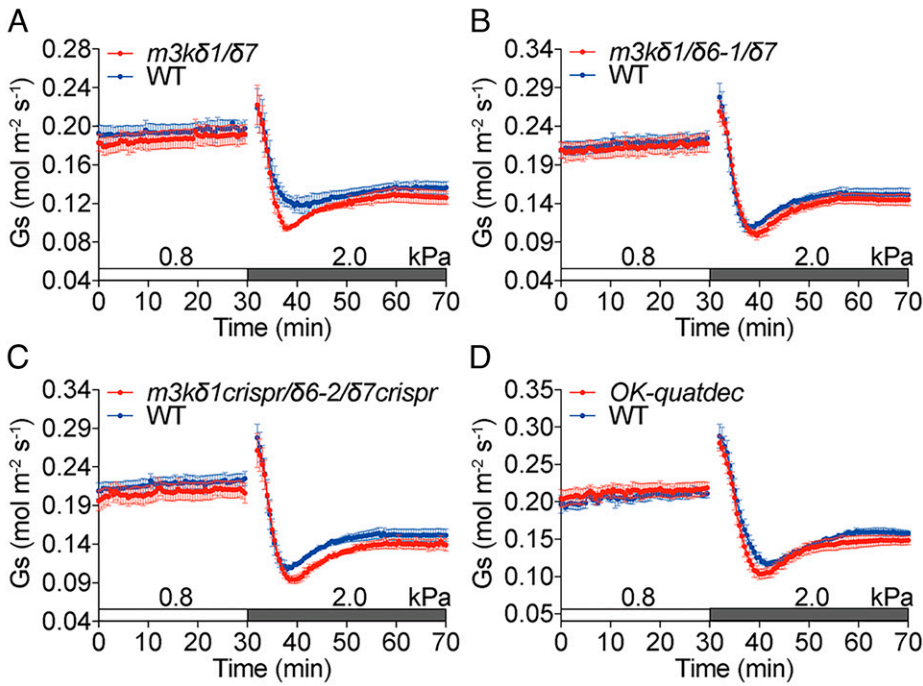 A
m3kδ1/δ7
WT
Gs (mol m⁻² s⁻¹)
0.28
0.24
0.20
0.16
0.12
0.08
0.04
0.8 2.0 kPa
0 10 20 30 40 50 60 70
Time (min)
B
m3kδ1/δ6-1/δ7
WT
Gs (mol m⁻² s⁻¹)
0.34
0.29
0.24
0.19
0.14
0.09
0.04
0.8 2.0 kPa
0 10 20 30 40 50 60 70
Time (min)
C
m3kδ1crispr/δ6-2/δ7crispr
WT
Gs (mol m⁻² s⁻¹)
0.34
0.29
0.24
0.19
0.14
0.09
0.04
0.8 2.0 kPa
0 10 20 30 40 50 60 70
Time (min)
D
OK-quatdec
WT
Gs (mol m⁻² s⁻¹)
0.35
0.30
0.25
0.20
0.15
0.10
0.05
0.8 2.0 kPa
0 10 20 30 40 50 60 70
Time (min)